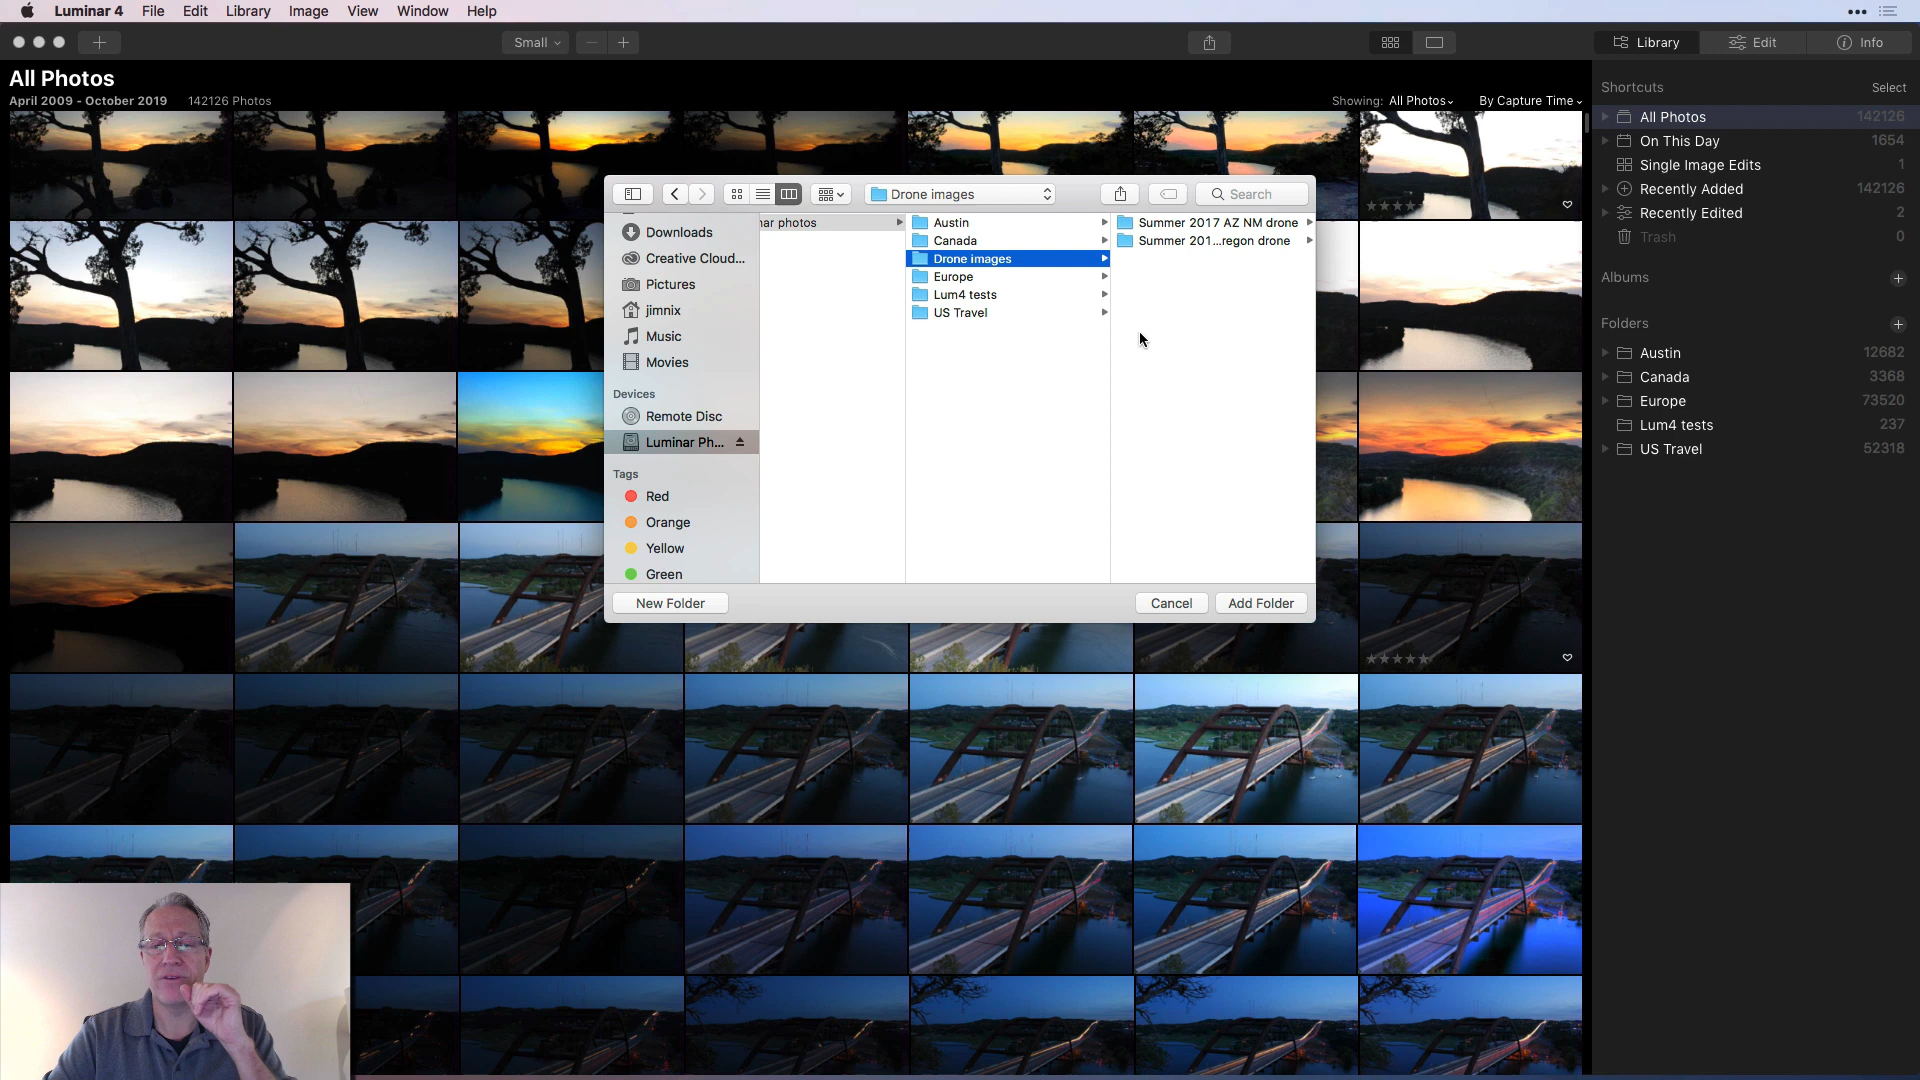 Luminar 4 File Edit Library Image View Window Help
Small
Library Edit Info
All Photos
April 2009 - October 2019 142126 Photos
Showing: All Photos By Capture Time
Drone images
Search
Downloads
Creative Cloud...
Pictures
jimnix
Music
Movies
Devices
Remote Disc
Luminar Ph...
Tags
Red
Orange
Yellow
Green
nar photos
Austin
Canada
Drone images
Europe
Lum4 tests
US Travel
Summer 2017 AZ NM drone
Summer 201...regon drone
New Folder
Cancel
Add Folder
Shortcuts Select
All Photos 142126
On This Day 1654
Single Image Edits 1
Recently Added 142126
Recently Edited 2
Trash 0
Albums
Folders
Austin 12682
Canada 3368
Europe 73520
Lum4 tests 237
US Travel 52318